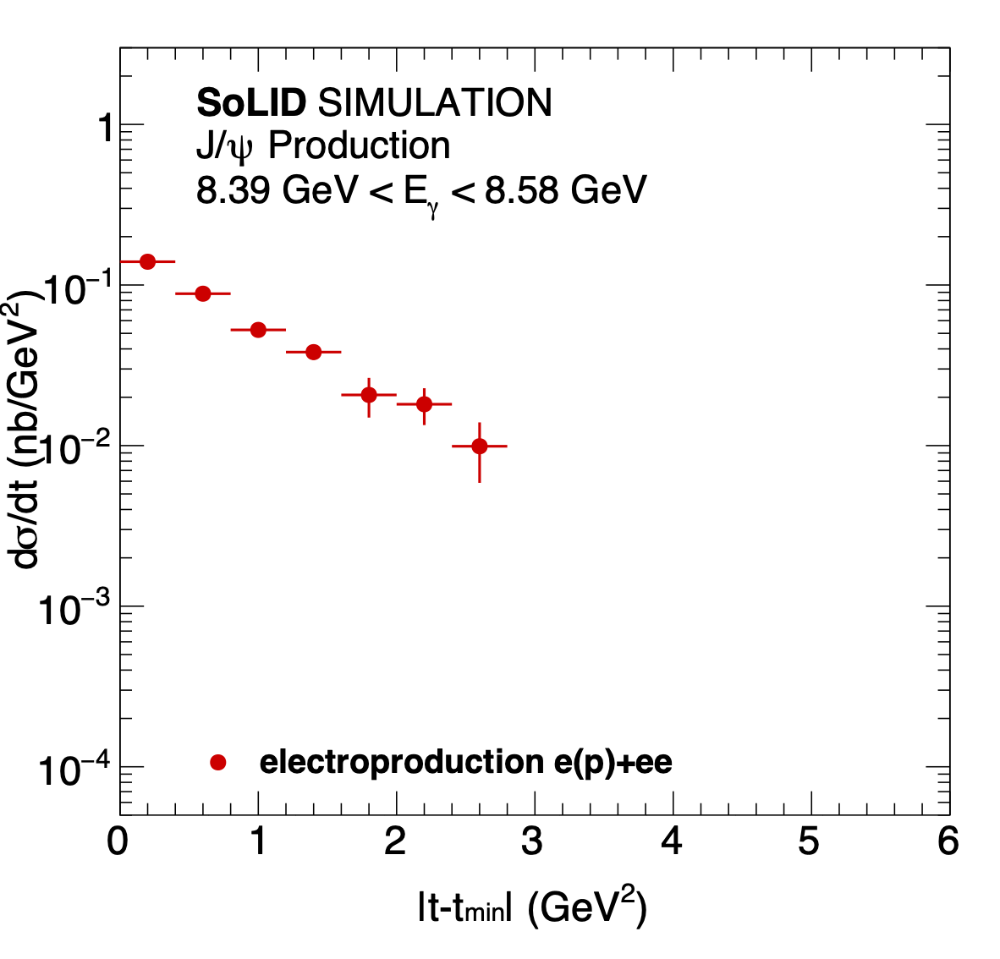 SoLID SIMULATION
J/ψ Production
8.39 GeV < Eγ < 8.58 GeV
1
10⁻¹
10⁻²
10⁻³
10⁻⁴
dσ/dt (nb/GeV²)
electroproduction e(p)+ee
0 1 2 3 4 5 6
|t-tmin| (GeV²)